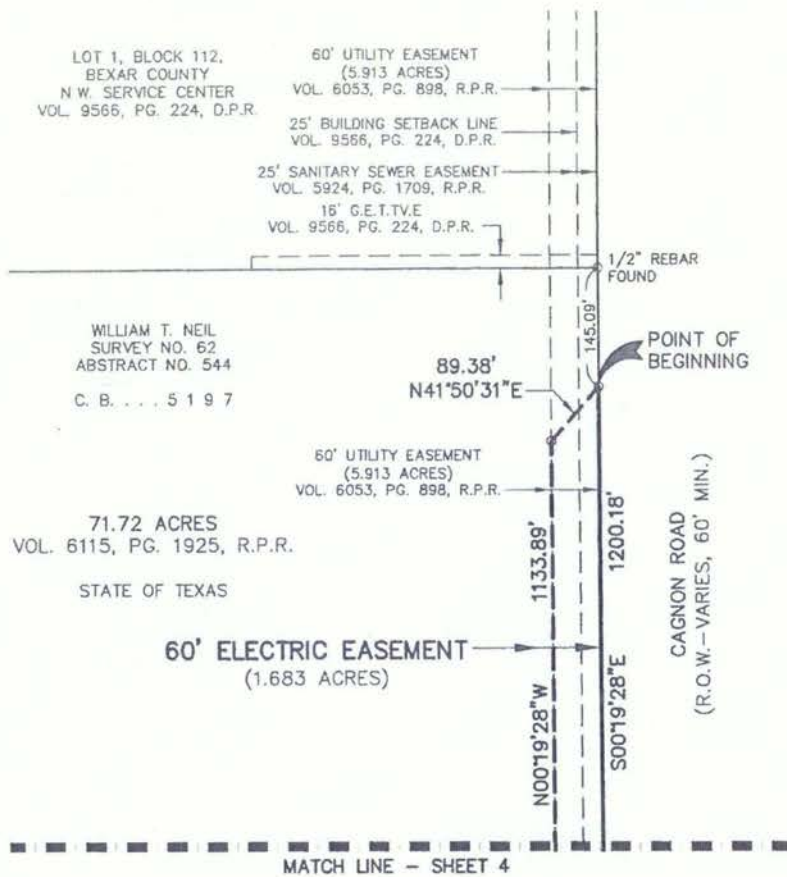 LOT 1, BLOCK 112,
BEXAR COUNTY
N.W. SERVICE CENTER
VOL. 9566, PG. 224, D.P.R.
60' UTILITY EASEMENT
(5.913 ACRES)
VOL. 6053, PG. 898, R.P.R.
25' BUILDING SETBACK LINE
VOL. 9566, PG. 224, D.P.R.
25' SANITARY SEWER EASEMENT
VOL. 5924, PG. 1709, R.P.R.
16' G.E.T.TV.E
VOL. 9566, PG. 224, D.P.R.
1/2" REBAR
FOUND
145.09'
POINT OF
BEGINNING
WILLIAM T. NEIL
SURVEY NO. 62
ABSTRACT NO. 544
C. B. . . . 5 1 9 7
89.38'
N41°50'31"E
60' UTILITY EASEMENT
(5.913 ACRES)
VOL. 6053, PG. 898, R.P.R.
71.72 ACRES
VOL. 6115, PG. 1925, R.P.R.
STATE OF TEXAS
60' ELECTRIC EASEMENT
(1.683 ACRES)
1133.89'
N00°19'28"W
1200.18'
S00°19'28"E
CAGNON ROAD
(R.O.W.-VARIES, 60' MIN.)
MATCH LINE - SHEET 4